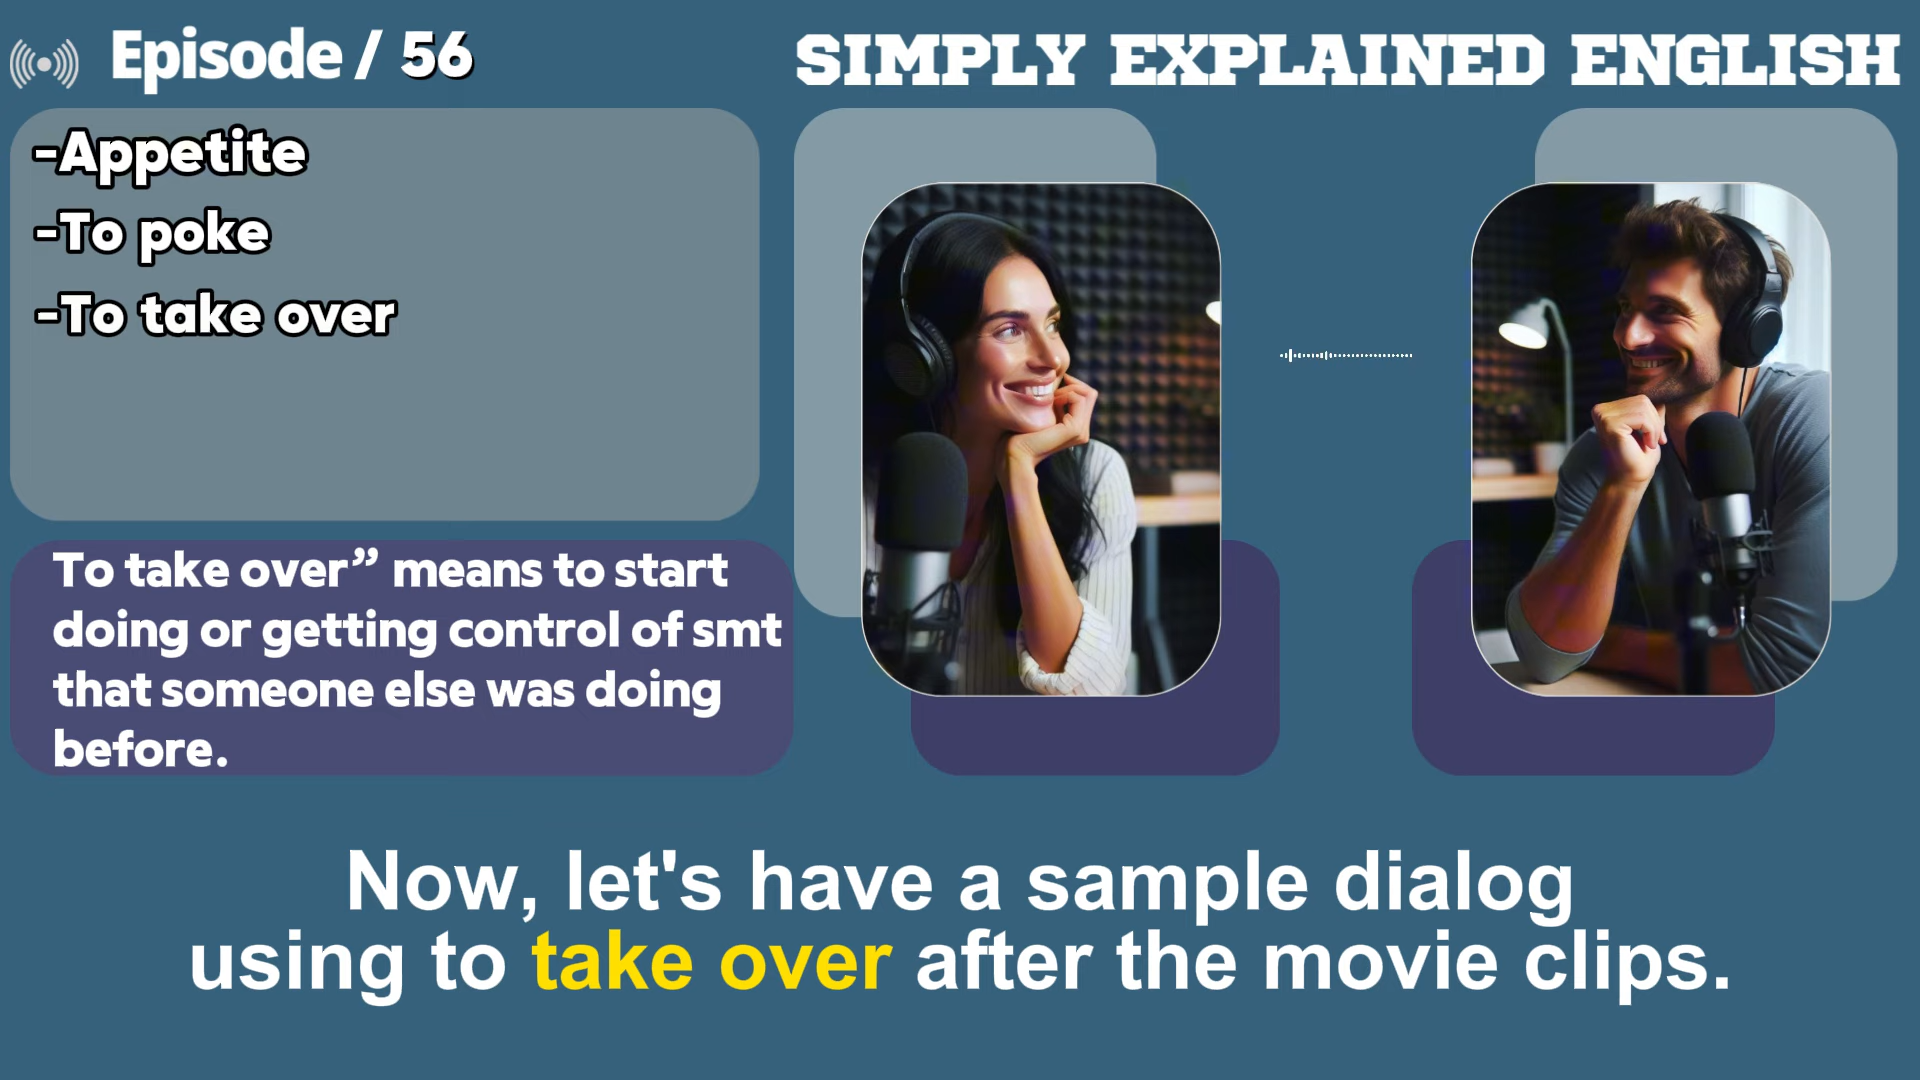 Episode / 56
SIMPLY EXPLAINED ENGLISH
-Appetite
-To poke
-To take over
To take over” means to start
doing or getting control of smt
that someone else was doing
before.
Now, let's have a sample dialog
using to take over after the movie clips.